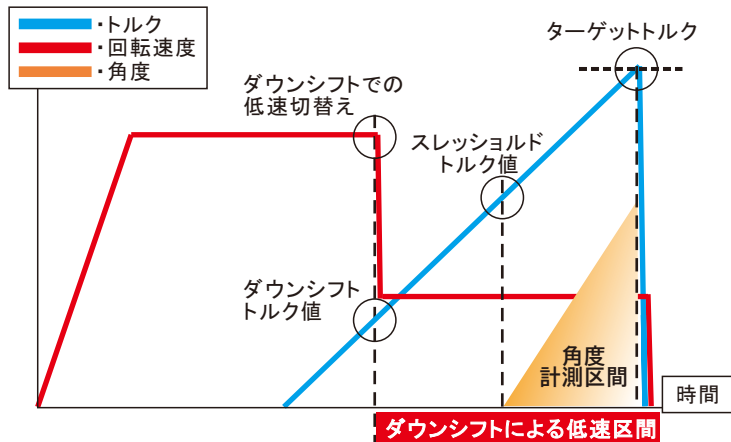 ・トルク
・回転速度
・角度
ターゲットトルク
ダウンシフトでの
低速切替え
スレッショルド
トルク値
ダウンシフト
トルク値
角度
計測区間
時間
ダウンシフトによる低速区間